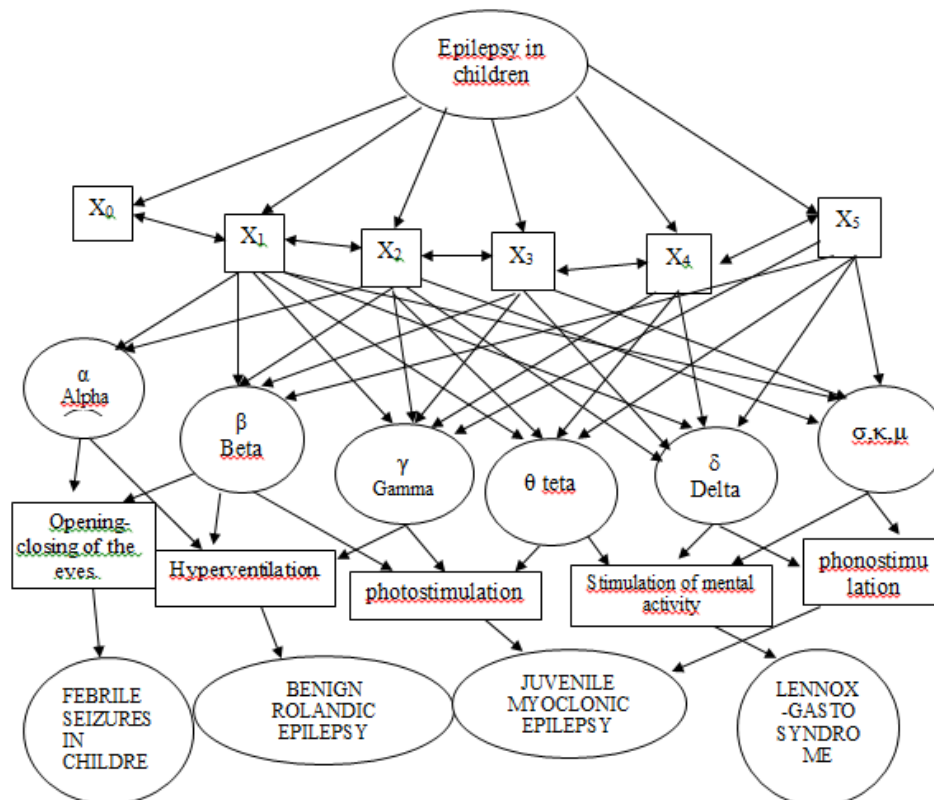 Epilepsy in
children
X₀
X₁
X₂
X₃
X₄
X₅
α
Alpha
β
Beta
γ
Gamma
θ teta
δ
Delta
σ,κ,μ
Opening-
closing of the
eyes.
Hyperventilation
photostimulation
Stimulation of mental
activity
phonostimu
lation
FEBRILE
SEIZURES
IN
CHILDRE
BENIGN
ROLANDIC
EPILEPSY
JUVENILE
MYOCLONIC
EPILEPSY
LENNOX
-GASTO
SYNDRO
ME